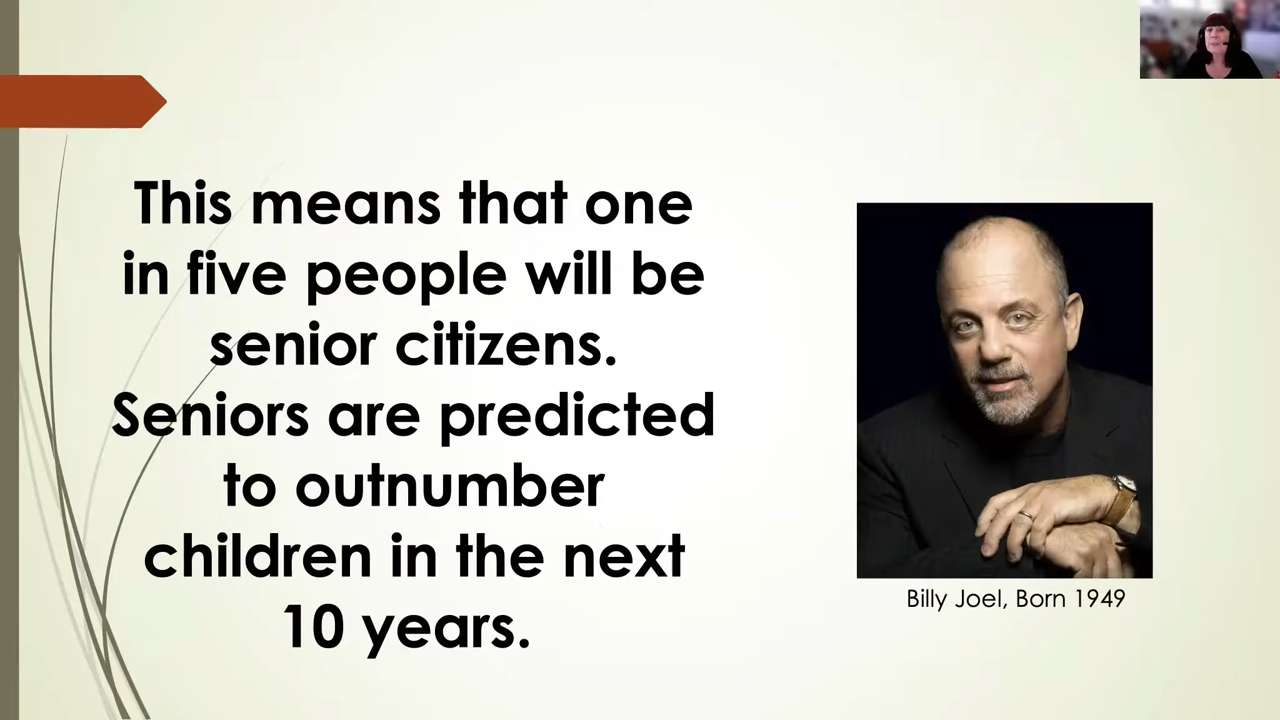 This means that one
in five people will be
senior citizens.
Seniors are predicted
to outnumber
children in the next
10 years.
Billy Joel, Born 1949